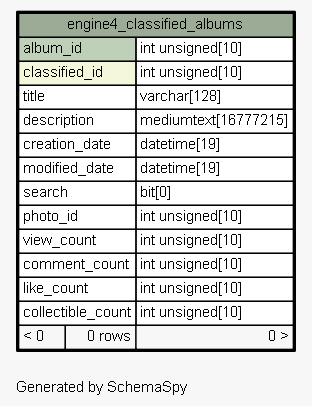 engine4_classified_albums
album_id int unsigned[10]
classified_id int unsigned[10]
title varchar[128]
description mediumtext[16777215]
creation_date datetime[19]
modified_date datetime[19]
search bit[0]
photo_id int unsigned[10]
view_count int unsigned[10]
comment_count int unsigned[10]
like_count int unsigned[10]
collectible_count int unsigned[10]
< 0 0 rows 0 >
Generated by SchemaSpy